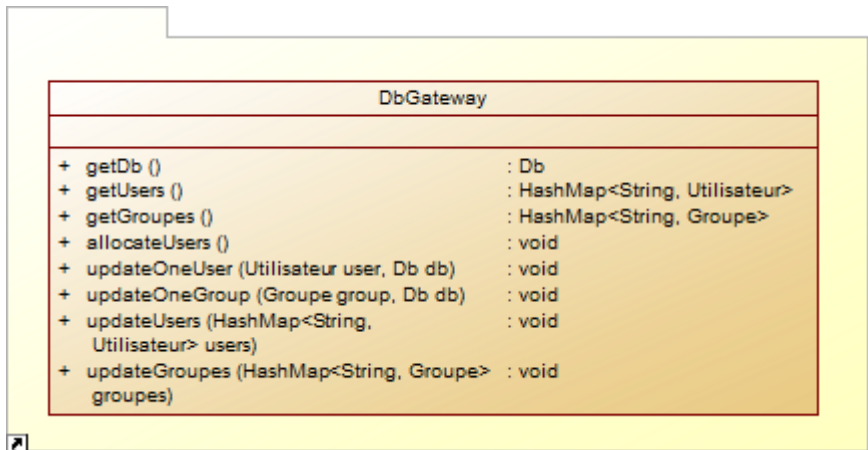 DbGateway
+ getDb () : Db
+ getUsers () : HashMap<String, Utilisateur>
+ getGroupes () : HashMap<String, Groupe>
+ allocateUsers () : void
+ updateOneUser (Utilisateur user, Db db) : void
+ updateOneGroup (Groupe group, Db db) : void
+ updateUsers (HashMap<String, : void
Utilisateur> users)
+ updateGroupes (HashMap<String, Groupe> : void
groupes)